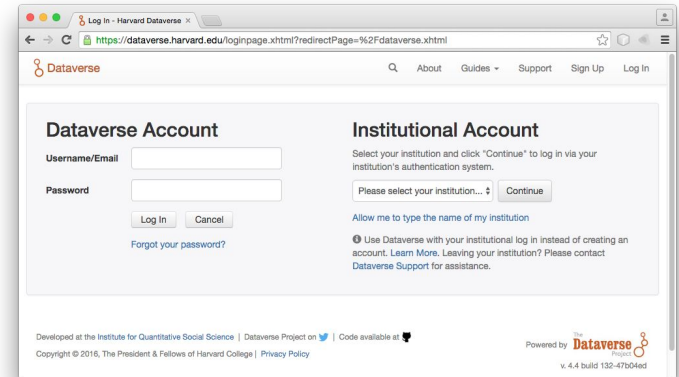 Log In - Harvard Dataverse
https://dataverse.harvard.edu/loginpage.xhtml?redirectPage=%2Fdataverse.xhtml
Dataverse About Guides Support Sign Up Log In
Dataverse Account
Username/Email
Password
Log In Cancel
Forgot your password?
Institutional Account
Select your institution and click "Continue" to log in via your
institution's authentication system.
Please select your institution... Continue
Allow me to type the name of my institution
Use Dataverse with your institutional log in instead of creating an
account. Learn More. Leaving your institution? Please contact
Dataverse Support for assistance.
Developed at the Institute for Quantitative Social Science | Dataverse Project on | Code available at
Copyright © 2016, The President & Fellows of Harvard College | Privacy Policy
Powered by The Dataverse Project
v. 4.4 build 132-47b04ed